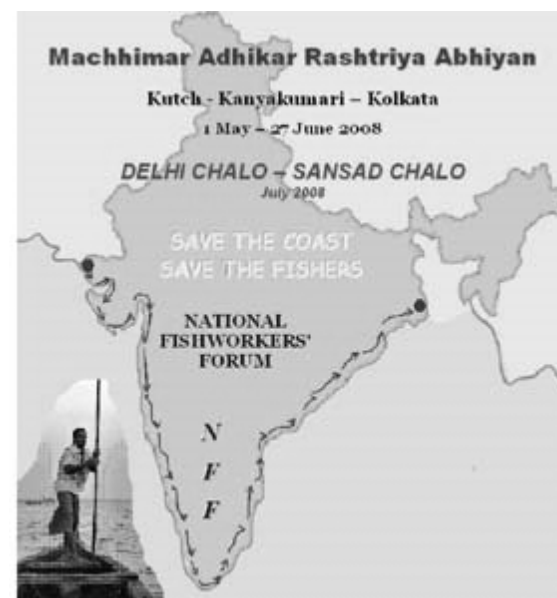 Machhimar Adhikar Rashtriya Abhiyan
Kutch - Kanyakumari – Kolkata
1 May – 27 June 2008
DELHI CHALO – SANSAD CHALO
July 2008
SAVE THE COAST
SAVE THE FISHERS
NATIONAL
FISHWORKERS'
FORUM
N
F
F